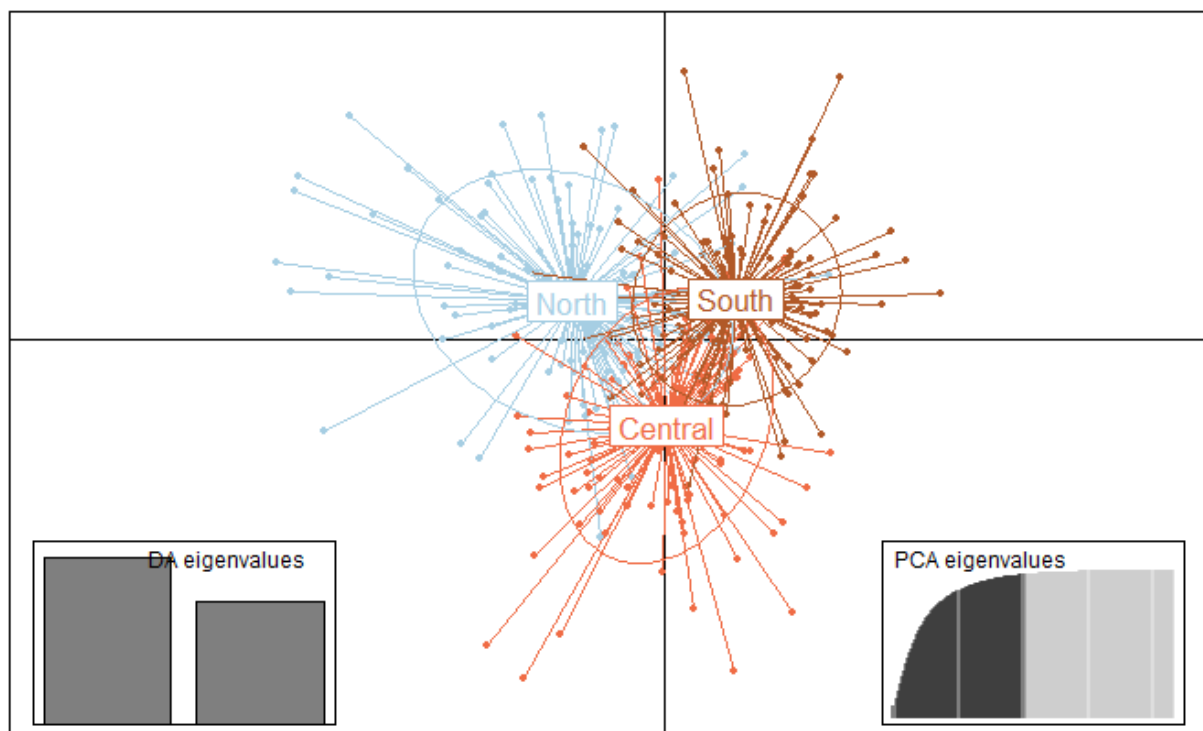 North
South
Central
DA eigenvalues
PCA eigenvalues